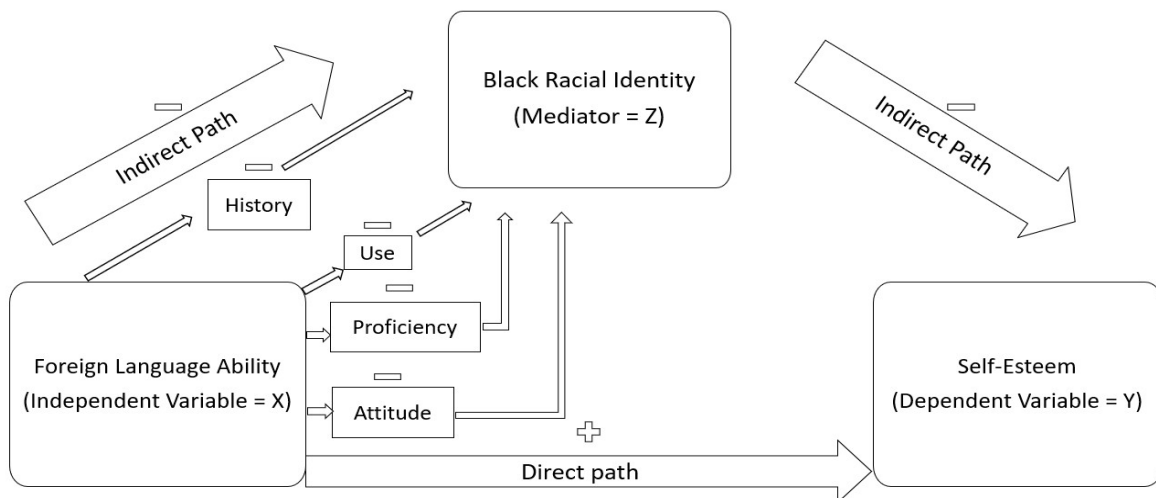 Black Racial Identity
(Mediator = Z)
Indirect Path
Indirect Path
History
Use
Proficiency
Attitude
Foreign Language Ability
(Independent Variable = X)
Self-Esteem
(Dependent Variable = Y)
Direct path